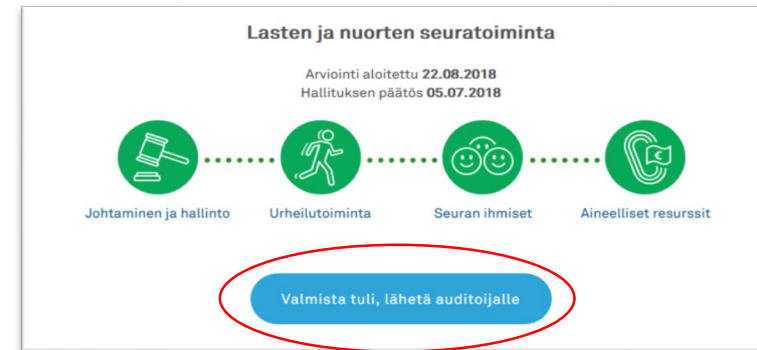 Lasten ja nuorten seuratoiminta
Arviointi aloitettu 22.08.2018
Hallituksen päätös 05.07.2018
Johtaminen ja hallinto Urheilutoiminta Seuran ihmiset Aineelliset resurssit
Valmista tuli, lähetä auditoijalle